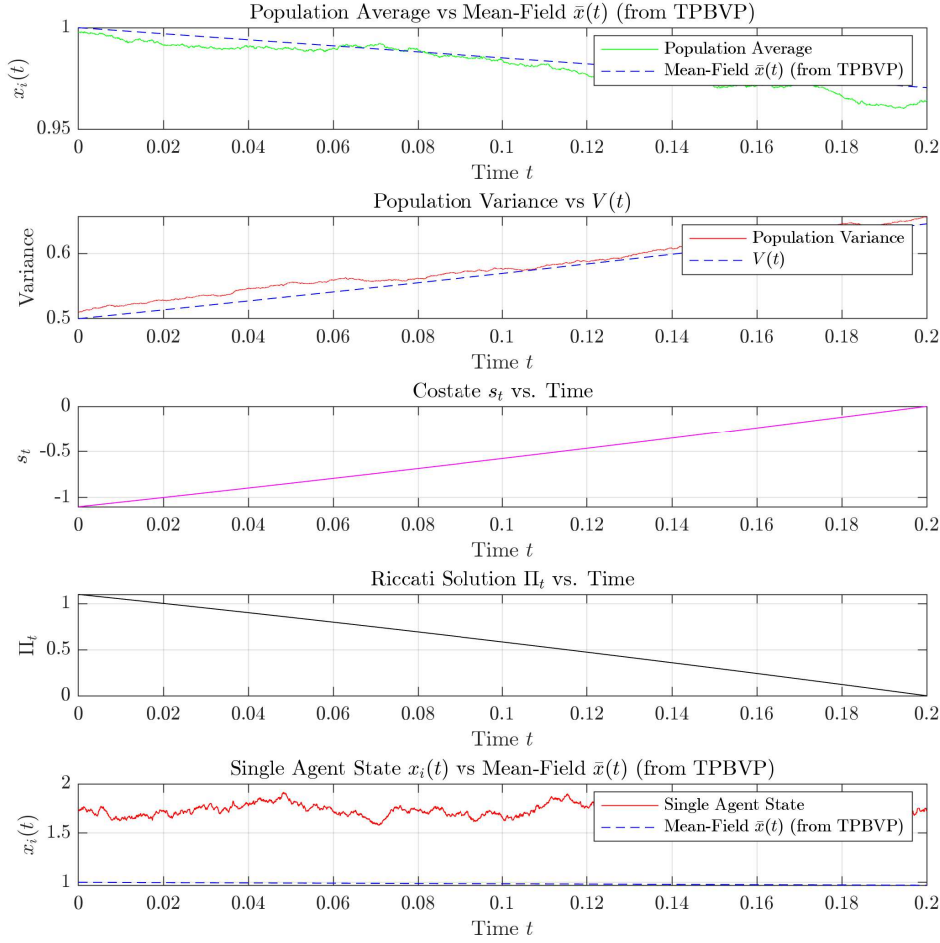 Population Average vs Mean-Field x̄(t) (from TPBVP)
1
0.95
x_i(t)
Population Average
Mean-Field x̄(t) (from TPBVP)
0 0.02 0.04 0.06 0.08 0.1 0.12 0.14 0.16 0.18 0.2
Time t
Population Variance vs V(t)
0.6
0.5
Variance
Population Variance
V(t)
0 0.02 0.04 0.06 0.08 0.1 0.12 0.14 0.16 0.18 0.2
Time t
Costate s_t vs. Time
0
-0.5
-1
s_t
0 0.02 0.04 0.06 0.08 0.1 0.12 0.14 0.16 0.18 0.2
Time t
Riccati Solution Π_t vs. Time
1
0.5
0
Π_t
0 0.02 0.04 0.06 0.08 0.1 0.12 0.14 0.16 0.18 0.2
Time t
Single Agent State x_i(t) vs Mean-Field x̄(t) (from TPBVP)
2
1.5
1
x_i(t)
Single Agent State
Mean-Field x̄(t) (from TPBVP)
0 0.02 0.04 0.06 0.08 0.1 0.12 0.14 0.16 0.18 0.2
Time t